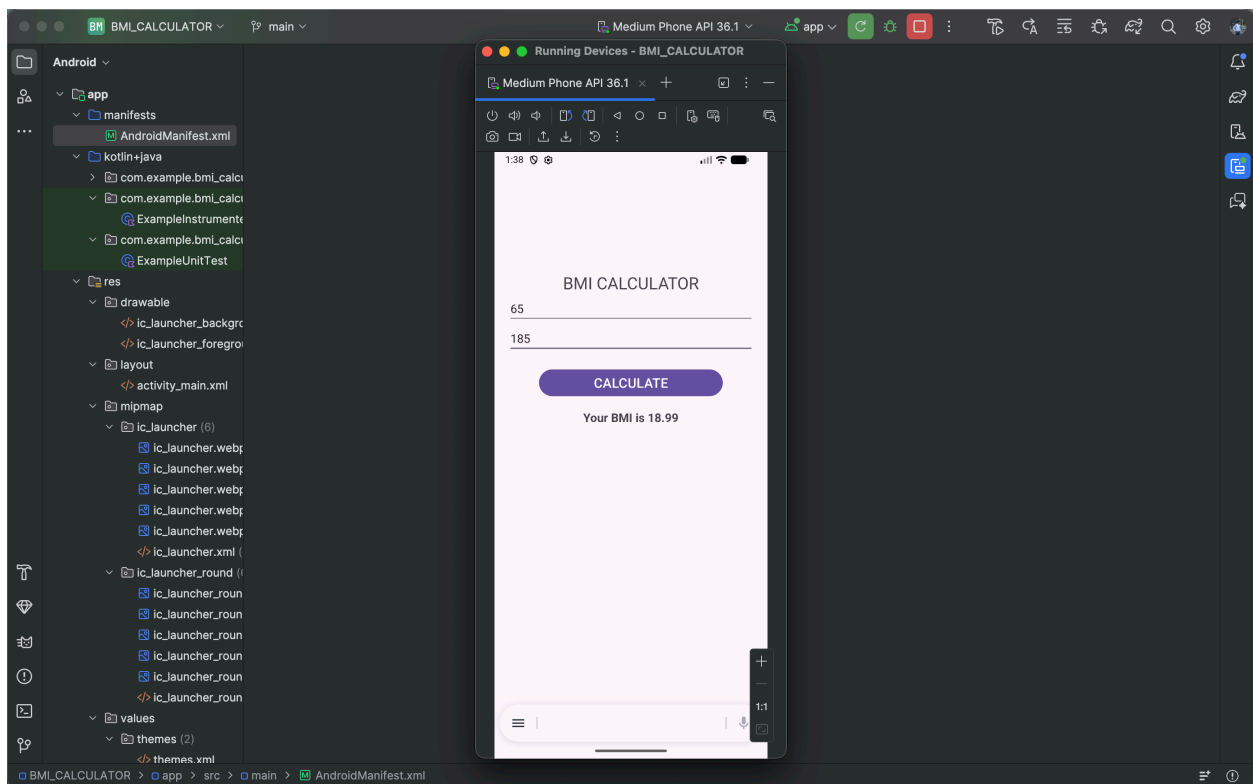 BM BMI_CALCULATOR main Medium Phone API 36.1 app
Android
app
manifests
AndroidManifest.xml
kotlin+java
com.example.bmi_calcu
com.example.bmi_calcu
ExampleInstrumente
com.example.bmi_calcu
ExampleUnitTest
res
drawable
ic_launcher_backgro
ic_launcher_foregrou
layout
activity_main.xml
mipmap
ic_launcher (6)
ic_launcher.webp
ic_launcher.webp
ic_launcher.webp
ic_launcher.webp
ic_launcher.webp
ic_launcher.xml (
ic_launcher_round (
ic_launcher_roun
ic_launcher_roun
ic_launcher_roun
ic_launcher_roun
ic_launcher_roun
ic_launcher_roun
values
themes (2)
themes.xml
Running Devices - BMI_CALCULATOR
Medium Phone API 36.1
1:38
BMI CALCULATOR
65
185
CALCULATE
Your BMI is 18.99
1:1
BMI_CALCULATOR > app > src > main > AndroidManifest.xml